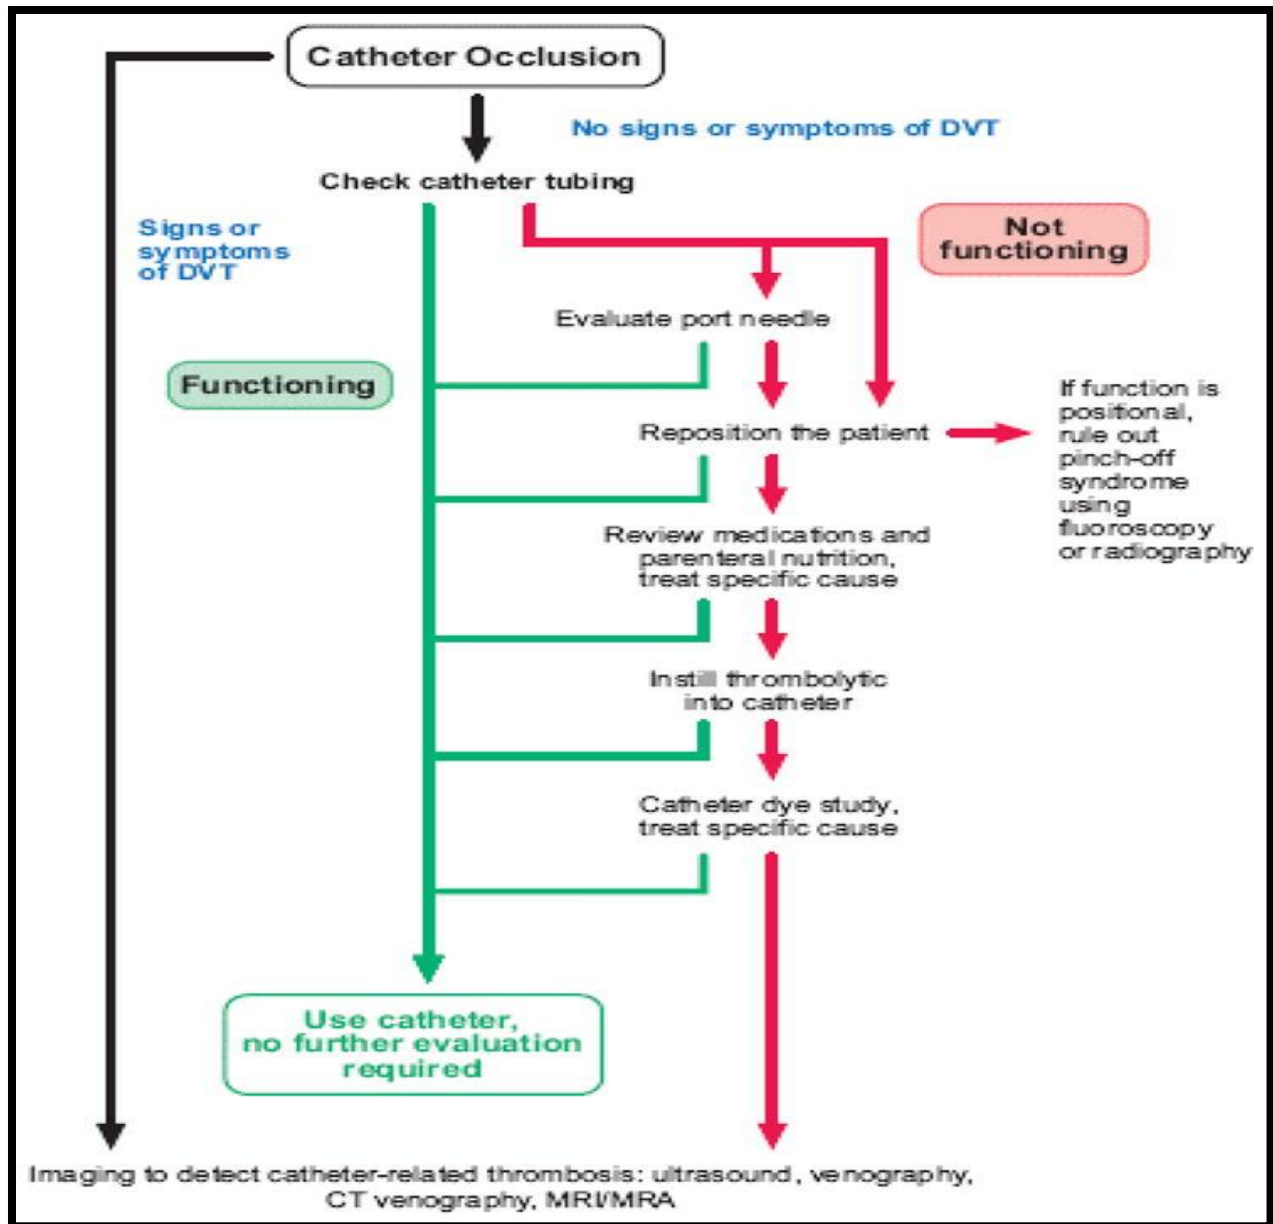 Catheter Occlusion
No signs or symptoms of DVT
Check catheter tubing
Signs or
symptoms
of DVT
Not
functioning
Evaluate port needle
Functioning
Reposition the patient
If function is
positional,
rule out
pinch-off
syndrome
using
fluoroscopy
or radiography
Review medications and
parenteral nutrition,
treat specific cause
Instill thrombolytic
into catheter
Catheter dye study,
treat specific cause
Use catheter,
no further evaluation
required
Imaging to detect catheter-related thrombosis: ultrasound, venography,
CT venography, MRI/MRA